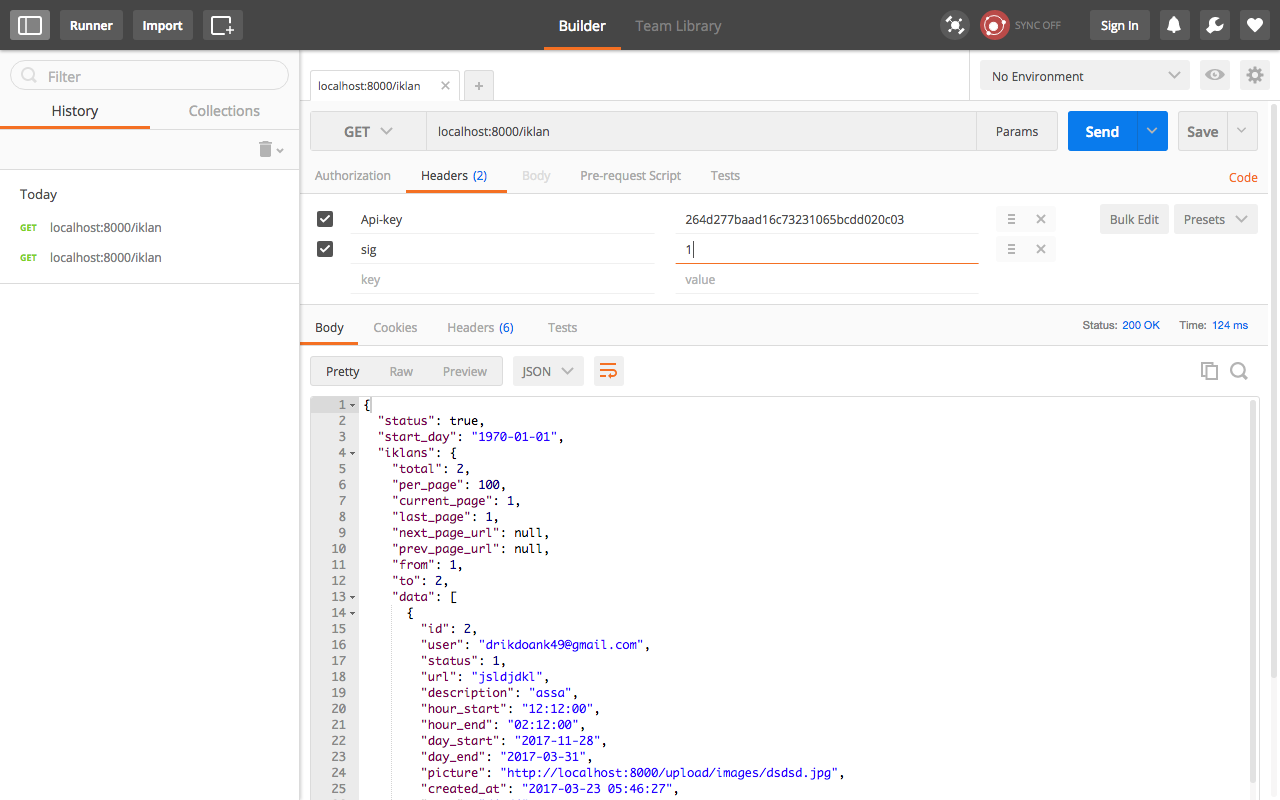 Runner Import Builder Team Library SYNC OFF Sign In
Filter
History Collections
Today
GET localhost:8000/iklan
GET localhost:8000/iklan
localhost:8000/iklan × + No Environment
GET localhost:8000/iklan Params Send Save
Authorization Headers (2) Body Pre-request Script Tests Code
Api-key 264d277baad16c73231065bcdd020c03 Bulk Edit Presets
sig 1
key value
Body Cookies Headers (6) Tests Status: 200 OK Time: 124 ms
Pretty Raw Preview JSON
1 {
2 "status": true,
3 "start_day": "1970-01-01",
4 "iklans": {
5 "total": 2,
6 "per_page": 100,
7 "current_page": 1,
8 "last_page": 1,
9 "next_page_url": null,
10 "prev_page_url": null,
11 "from": 1,
12 "to": 2,
13 "data": [
14 {
15 "id": 2,
16 "user": "drikdoank49@gmail.com",
17 "status": 1,
18 "url": "jsldjdkl",
19 "description": "assa",
20 "hour_start": "12:12:00",
21 "hour_end": "02:12:00",
22 "day_start": "2017-11-28",
23 "day_end": "2017-03-31",
24 "picture": "http://localhost:8000/upload/images/dsdsd.jpg",
25 "created_at": "2017-03-23 05:46:27",